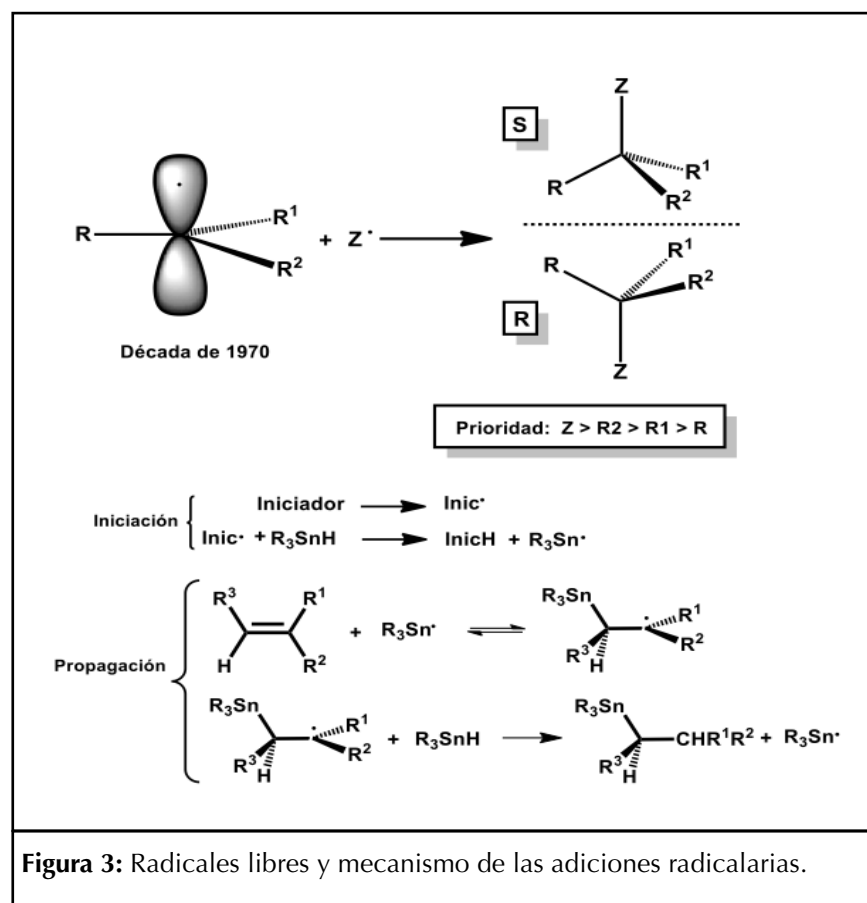 Z
S
R
R¹
R²
R
R¹
R²
+ Z·
Década de 1970
R
R¹
R²
R
Z
Prioridad: Z > R2 > R1 > R
Iniciación
Iniciador
Inic·
Inic· + R₃SnH
InicH + R₃Sn·
Propagación
R³
R¹
H
R²
+ R₃Sn·
R₃Sn
R¹
R²
R³
H
R₃Sn
R¹
R²
R³
H
+ R₃SnH
R₃Sn
CHR¹R² + R₃Sn·
R³
H
Figura 3: Radicales libres y mecanismo de las adiciones radicalarias.